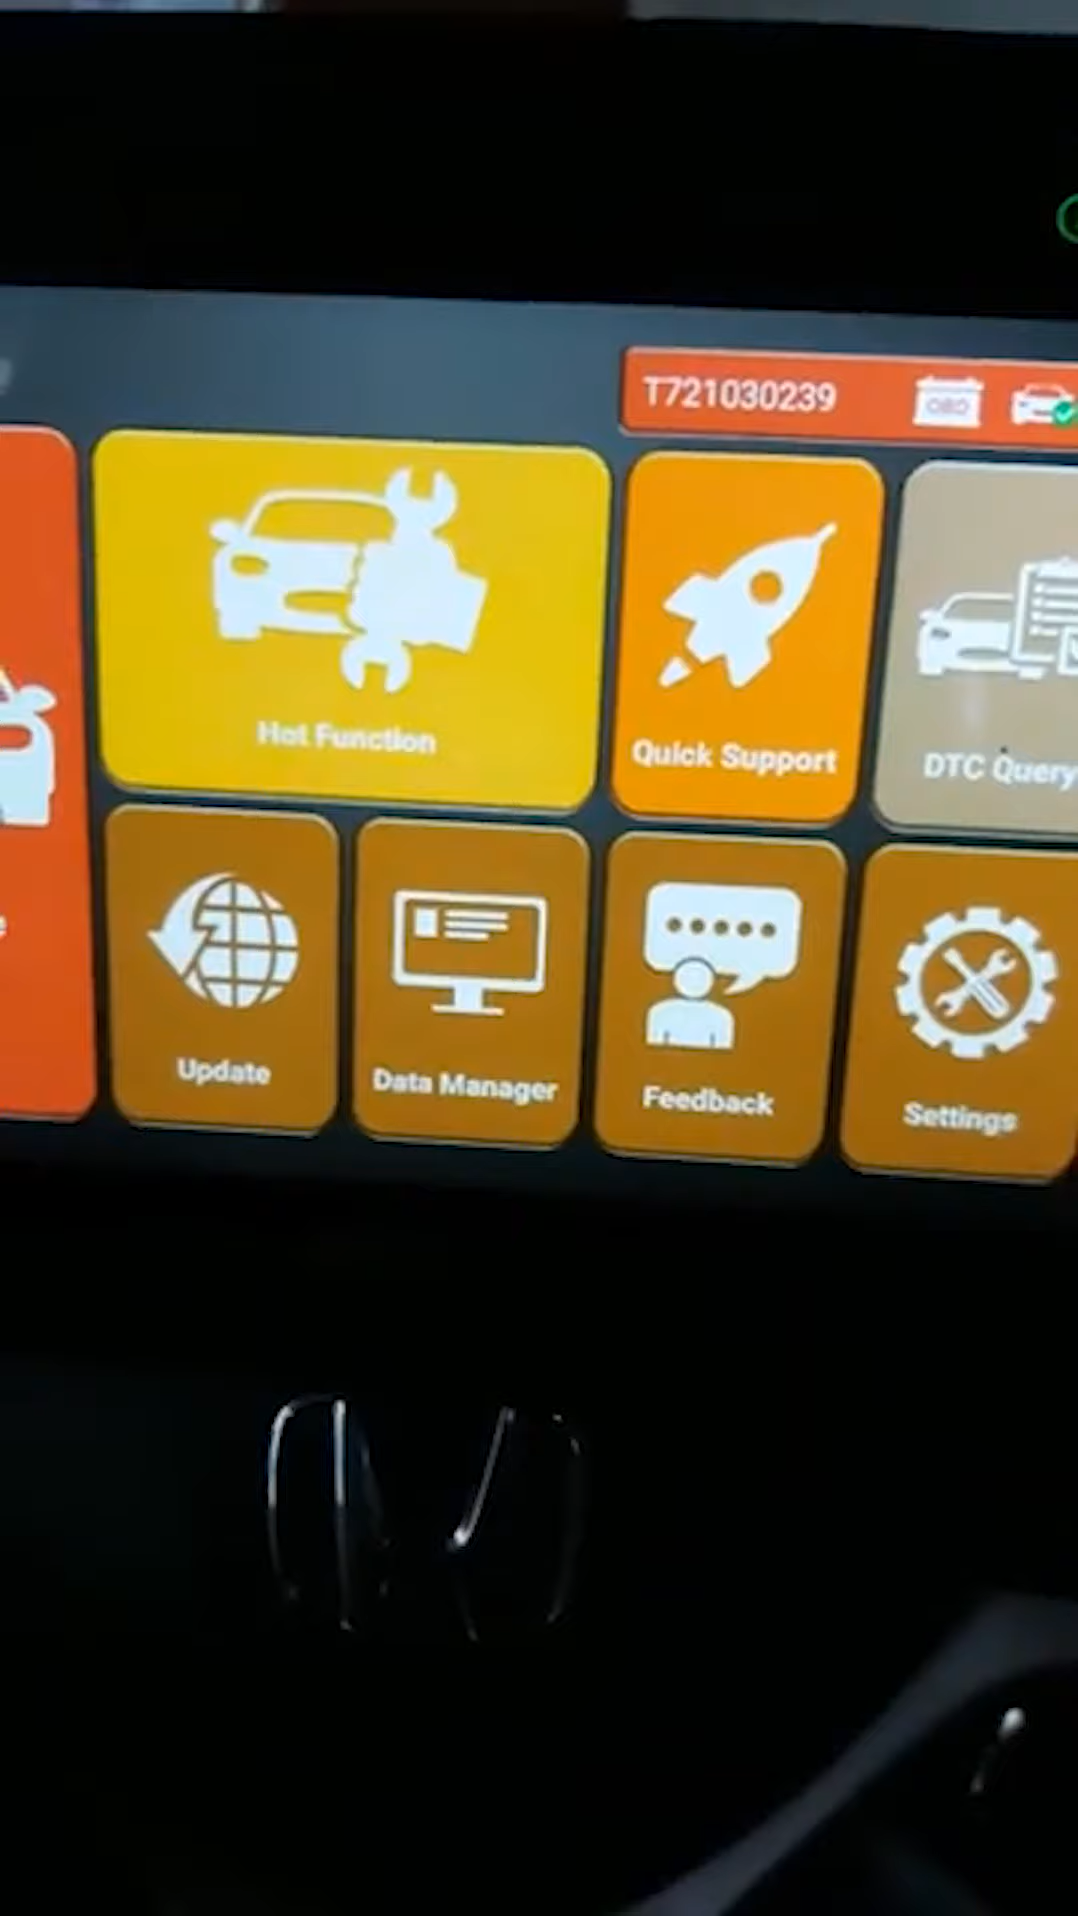 T721030239
OBD
Hot Function
Quick Support
DTC Query
Update
Data Manager
Feedback
Settings